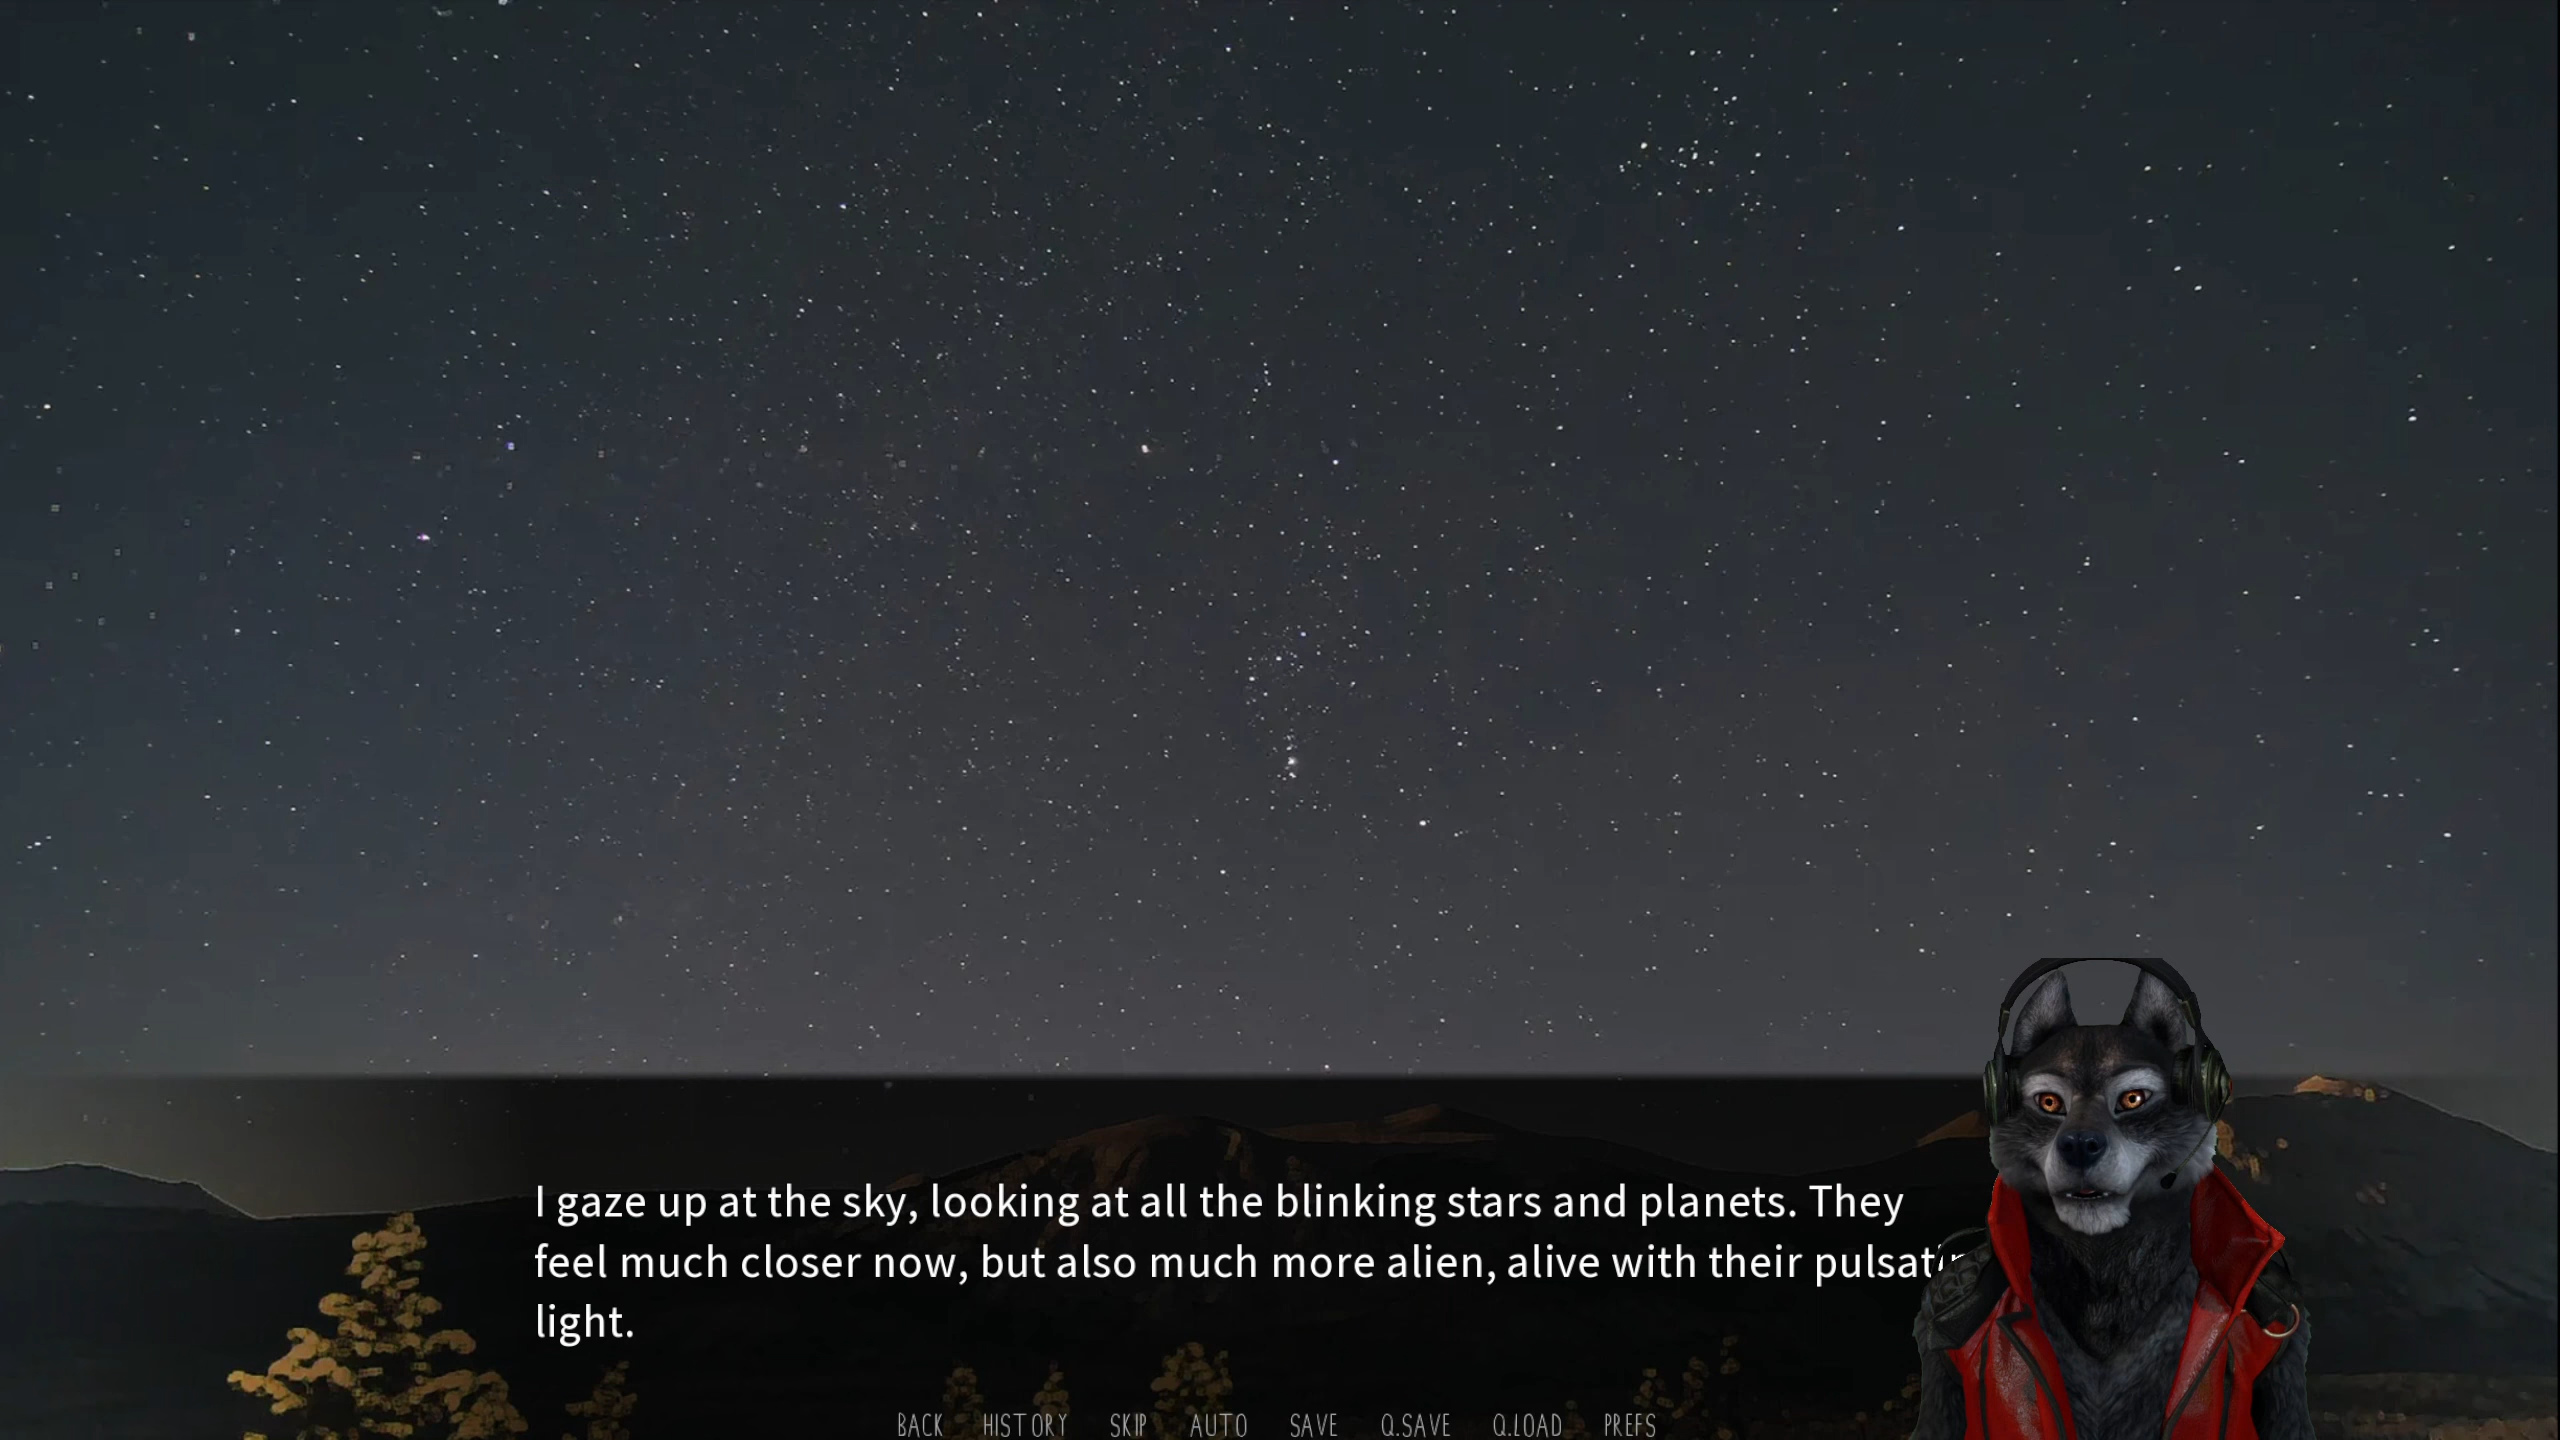 I gaze up at the sky, looking at all the blinking stars and planets. They
feel much closer now, but also much more alien, alive with their
light.
BACK HISTORY SKIP AUTO SAVE Q.SAVE Q.LOAD PREFS